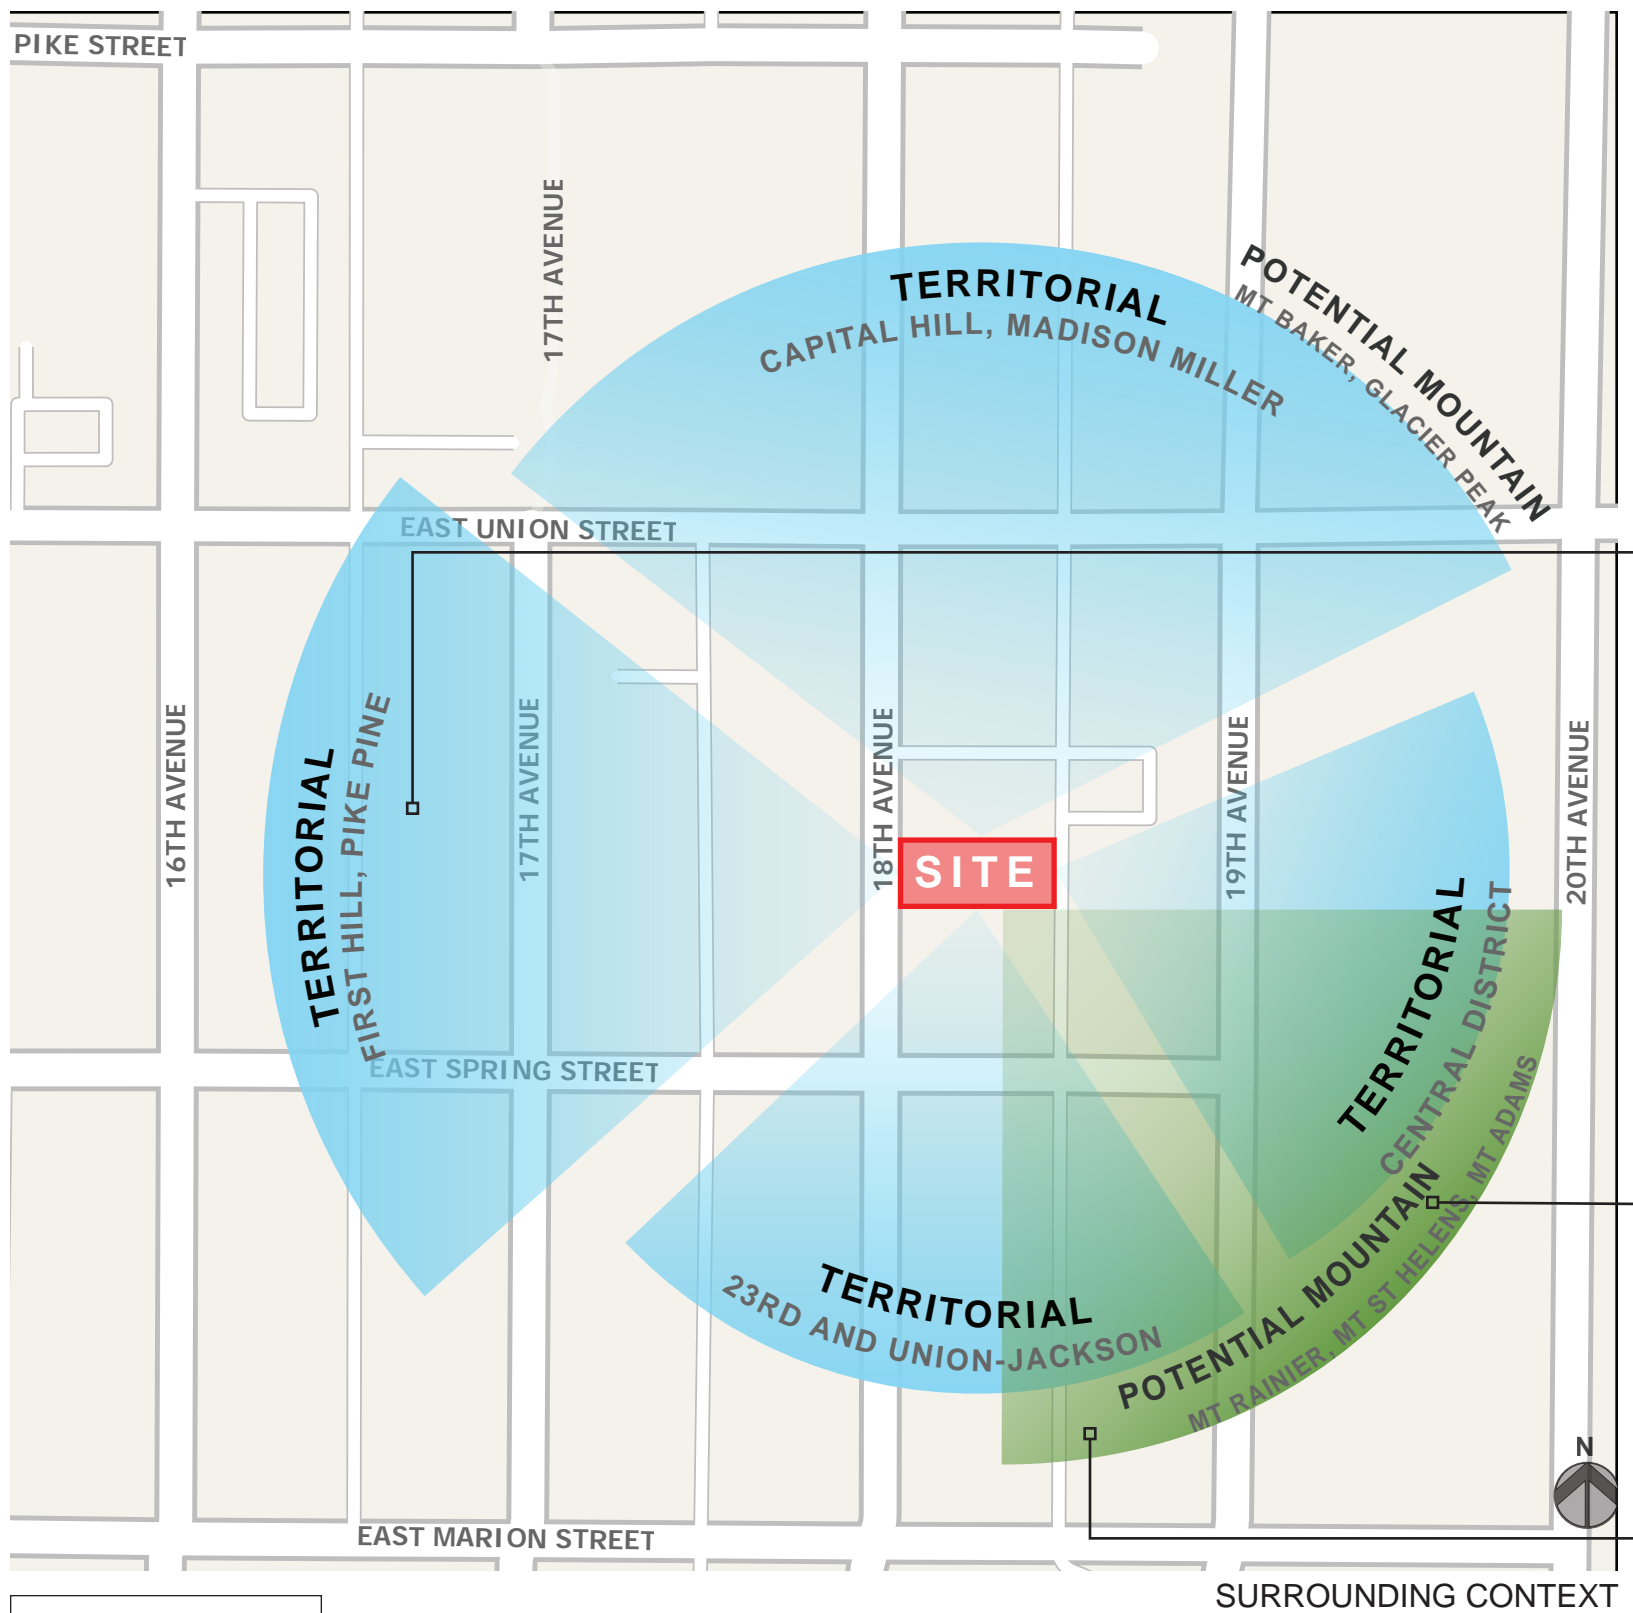 PIKE STREET
17TH AVENUE
TERRITORIAL
CAPITAL HILL, MADISON MILLER
POTENTIAL MOUNTAIN
MT BAKER, GLACIER PEAK
EAST UNION STREET
16TH AVENUE
TERRITORIAL
FIRST HILL, PIKE PINE
17TH AVENUE
18TH AVENUE
SITE
19TH AVENUE
20TH AVENUE
TERRITORIAL
CENTRAL DISTRICT
EAST SPRING STREET
TERRITORIAL
23RD AND UNION-JACKSON
POTENTIAL MOUNTAIN
MT RAINIER, MT ST HELENS, MT ADAMS
N
EAST MARION STREET
SURROUNDING CONTEXT